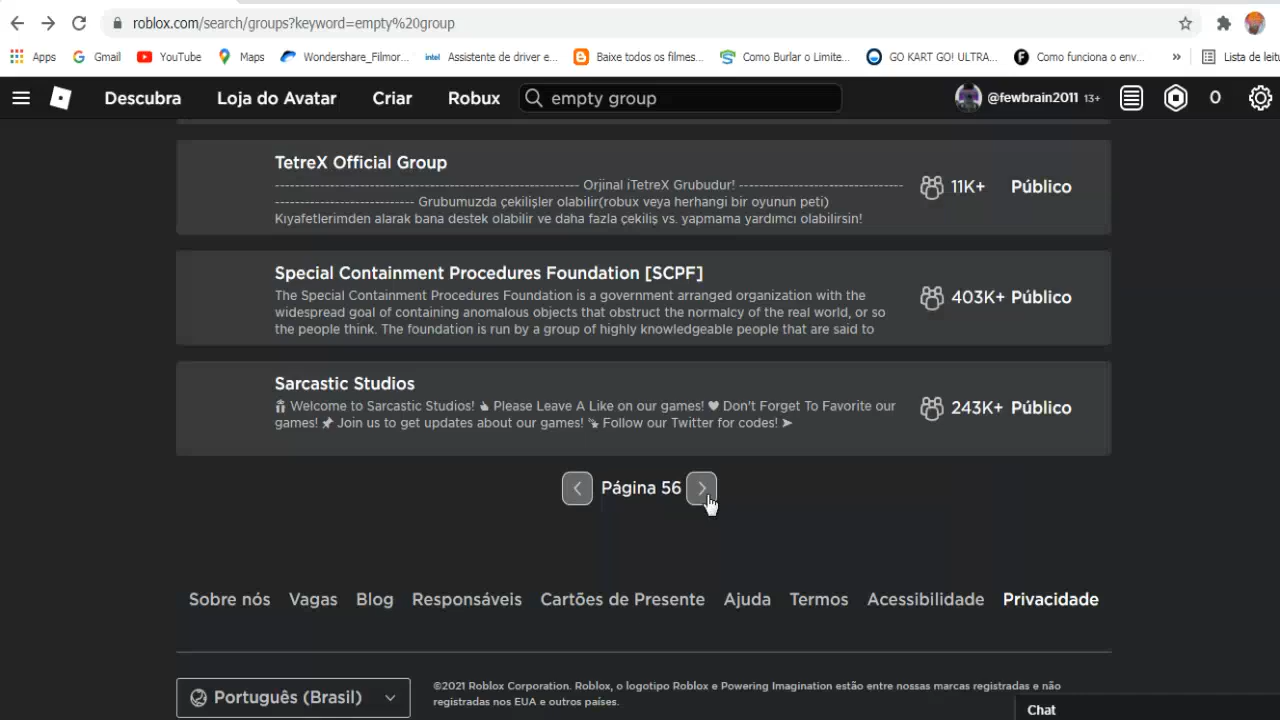 roblox.com/search/groups?keyword=empty%20group
Apps Gmail YouTube Maps Wondershare_Filmor... intel Assistente de driver e... Baixe todos os filmes... Como Burlar o Limite... GO KART GO! ULTRA... Como funciona o env... » Lista de leitu
Descubra Loja do Avatar Criar Robux empty group @fewbrain2011 13+ 0
TetreX Official Group
------------------------------------------------------------- Orjinal iTetreX Grubudur! ---------------------------------
---------------------------- Grubumuzda çekilişler olabilir(robux veya herhangi bir oyunun peti)
Kıyafetlerimden alarak bana destek olabilir ve daha fazla çekiliş vs. yapmama yardımcı olabilirsin!
11K+ Público
Special Containment Procedures Foundation [SCPF]
The Special Containment Procedures Foundation is a government arranged organization with the
widespread goal of containing anomalous objects that obstruct the normalcy of the real world, or so
the people think. The foundation is run by a group of highly knowledgeable people that are said to
403K+ Público
Sarcastic Studios
Welcome to Sarcastic Studios! Please Leave A Like on our games! ♥ Don't Forget To Favorite our
games! Join us to get updates about our games! Follow our Twitter for codes! ➤
243K+ Público
Página 56
Sobre nós Vagas Blog Responsáveis Cartões de Presente Ajuda Termos Acessibilidade Privacidade
Português (Brasil)
©2021 Roblox Corporation. Roblox, o logotipo Roblox e Powering Imagination estão entre nossas marcas registradas e não
registradas nos EUA e outros países.
Chat